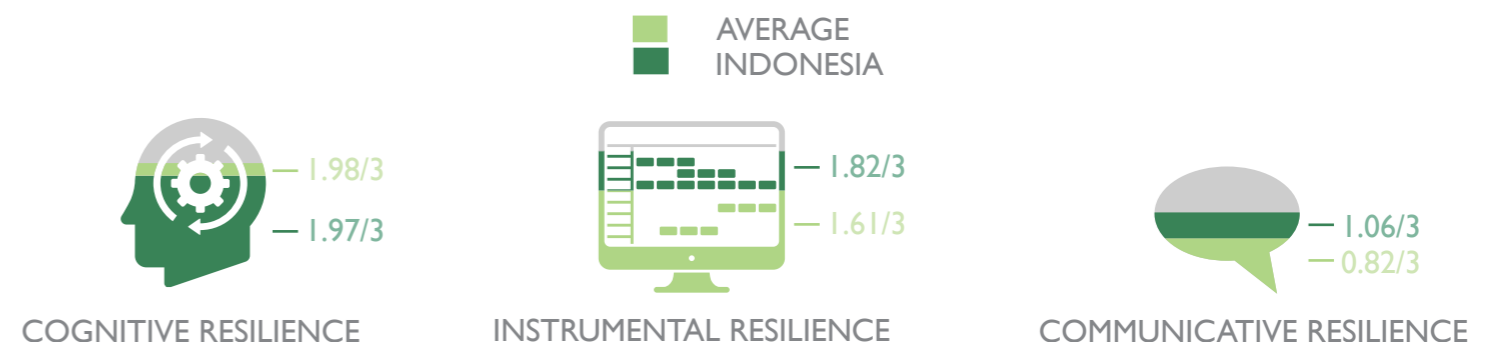 AVERAGE
INDONESIA
1.98/3
1.97/3
COGNITIVE RESILIENCE
1.82/3
1.61/3
INSTRUMENTAL RESILIENCE
1.06/3
0.82/3
COMMUNICATIVE RESILIENCE